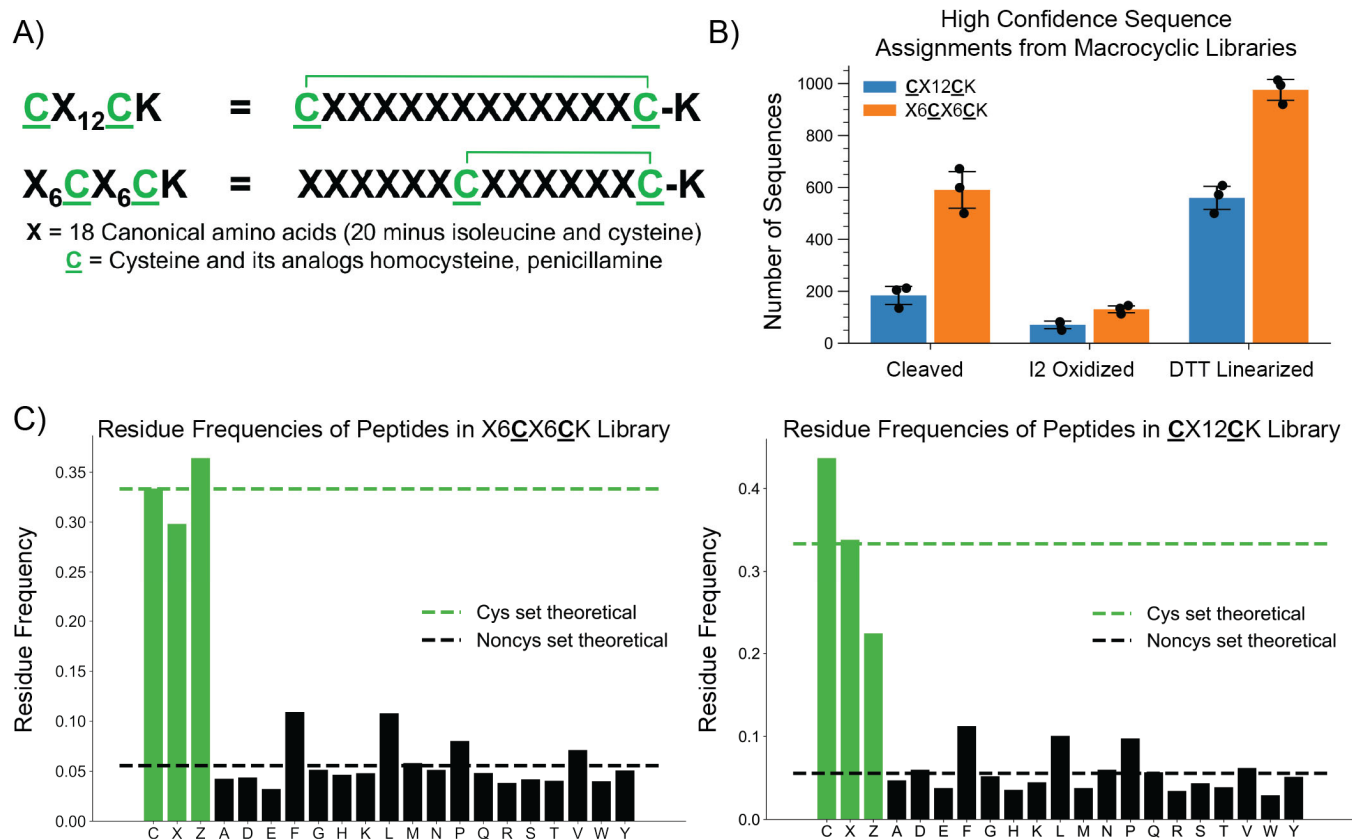 A)
CX12CK = CXXXXXXXXXXXXC-K
X6CX6CK = XXXXXXCXXXXXXC-K
X = 18 Canonical amino acids (20 minus isoleucine and cysteine)
C = Cysteine and its analogs homocysteine, penicillamine
B)
High Confidence Sequence
Assignments from Macrocyclic Libraries
Number of Sequences
1000
800
600
400
200
0
CX12CK
X6CX6CK
Cleaved I2 Oxidized DTT Linearized
C)
Residue Frequencies of Peptides in X6CX6CK Library
Residue Frequency
0.35
0.30
0.25
0.20
0.15
0.10
0.05
0.00
Cys set theoretical
Noncys set theoretical
C X Z A D E F G H K L M N P Q R S T V W Y
Residue Frequencies of Peptides in CX12CK Library
Residue Frequency
0.4
0.3
0.2
0.1
0.0
Cys set theoretical
Noncys set theoretical
C X Z A D E F G H K L M N P Q R S T V W Y